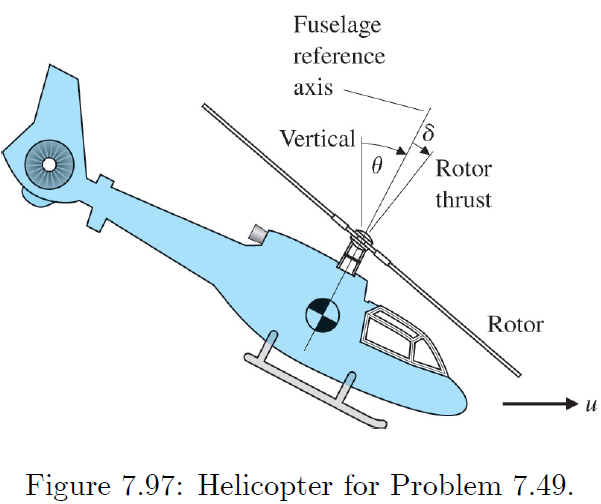 Fuselage
reference
axis
Vertical
δ
θ
Rotor
thrust
Rotor
u
Figure 7.97: Helicopter for Problem 7.49.